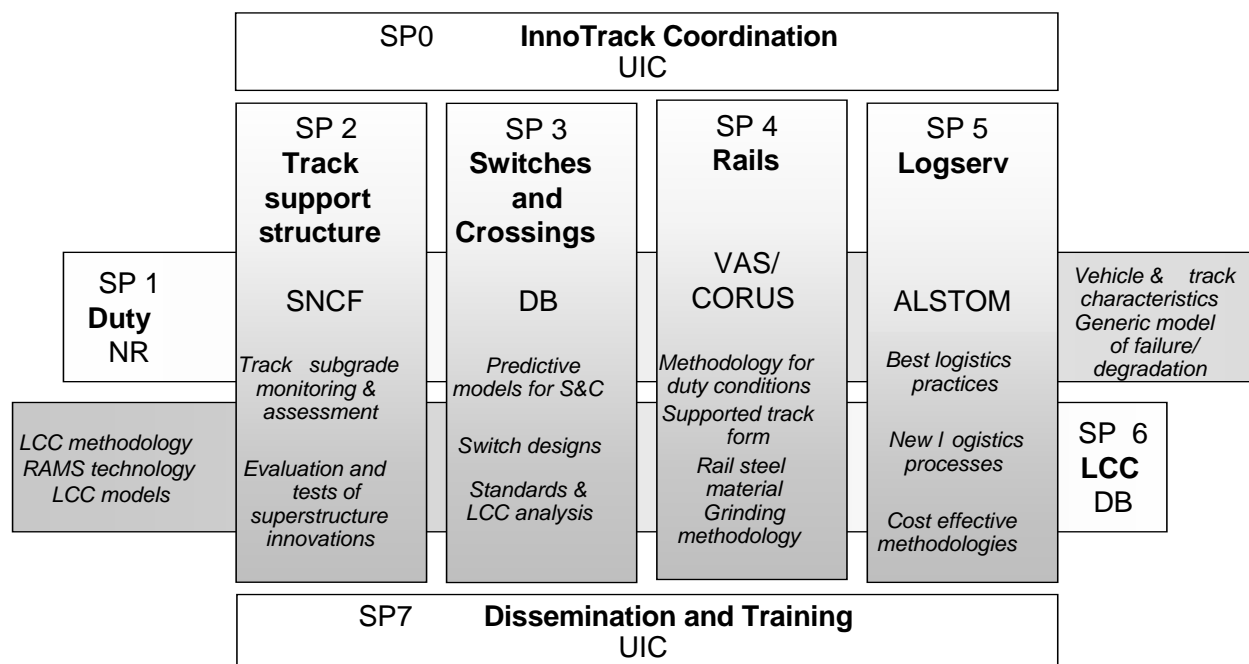 SP0 InnoTrack Coordination
UIC
SP 2
Track
support
structure
SNCF
Track subgrade
monitoring &
assessment
Evaluation and
tests of
superstructure
innovations
SP 3
Switches
and
Crossings
DB
Predictive
models for S&C
Switch designs
Standards &
LCC analysis
SP 4
Rails
VAS/
CORUS
Methodology for
duty conditions
Supported track
form
Rail steel
material
Grinding
methodology
SP 5
Logserv
ALSTOM
Best logistics
practices
New l ogistics
processes
Cost effective
methodologies
SP 1
Duty
NR
Vehicle & track
characteristics
Generic model
of failure/
degradation
LCC methodology
RAMS technology
LCC models
SP 6
LCC
DB
SP7 Dissemination and Training
UIC